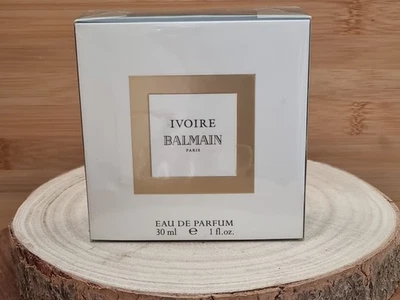 IVOIRE
BALMAIN
PARIS
EAU DE PARFUM
30 ml e 1 fl.oz.